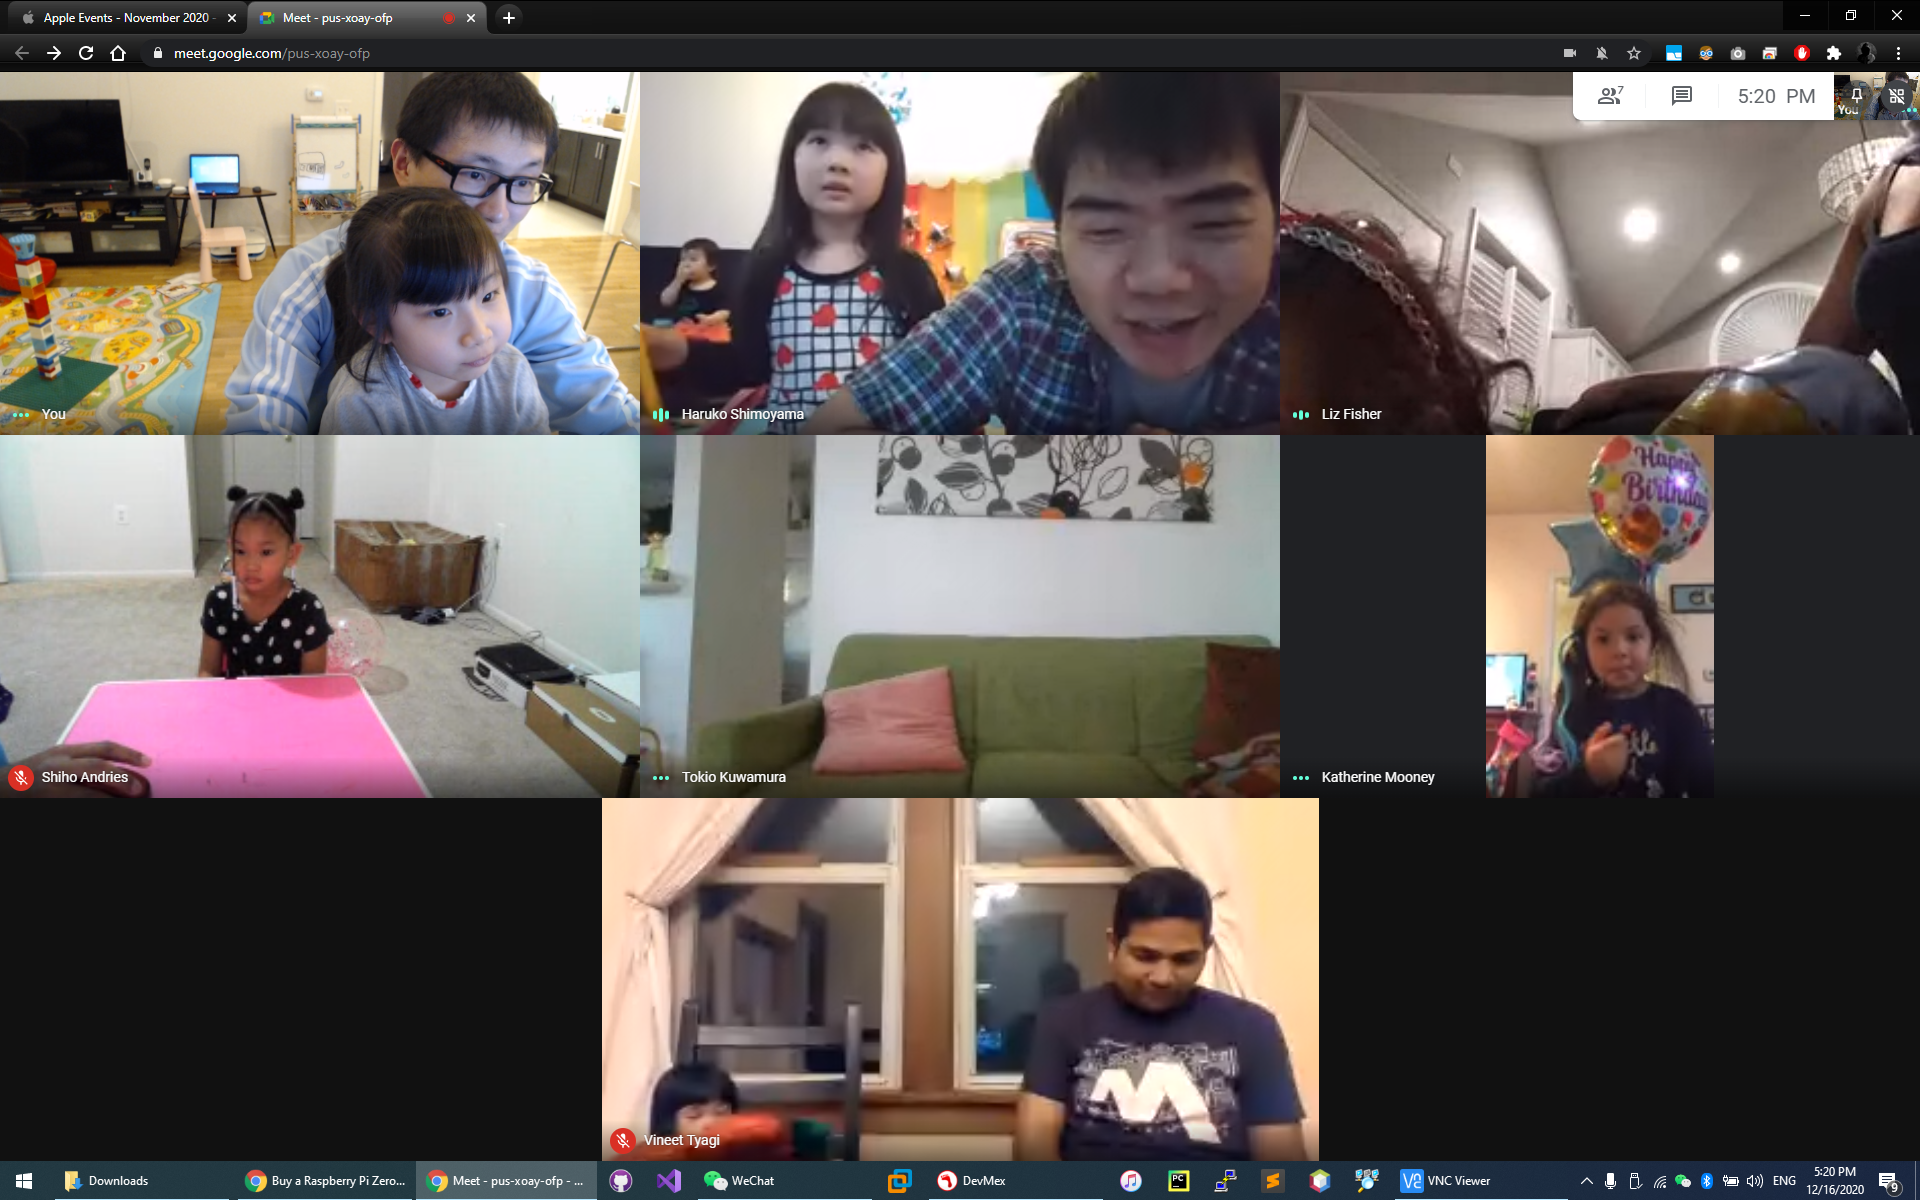 Apple Events - November 2020 -
Meet - pus-xoay-ofp
meet.google.com/pus-xoay-ofp
7
5:20 PM
You
You
Haruko Shimoyama
Liz Fisher
Happy
Birthday
Shiho Andries
Tokio Kuwamura
Katherine Mooney
Vineet Tyagi
Downloads
Buy a Raspberry Pi Zero...
Meet - pus-xoay-ofp - ...
WeChat
PC
DevMex
VNC Viewer
ENG
5:20 PM
12/16/2020
9